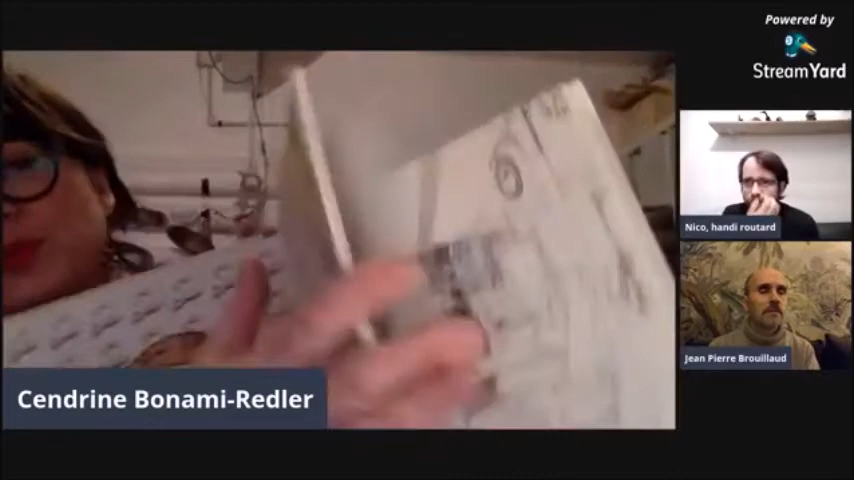 Powered by
StreamYard
Nico, handi routard
Jean Pierre Brouillaud
Cendrine Bonami-Redler